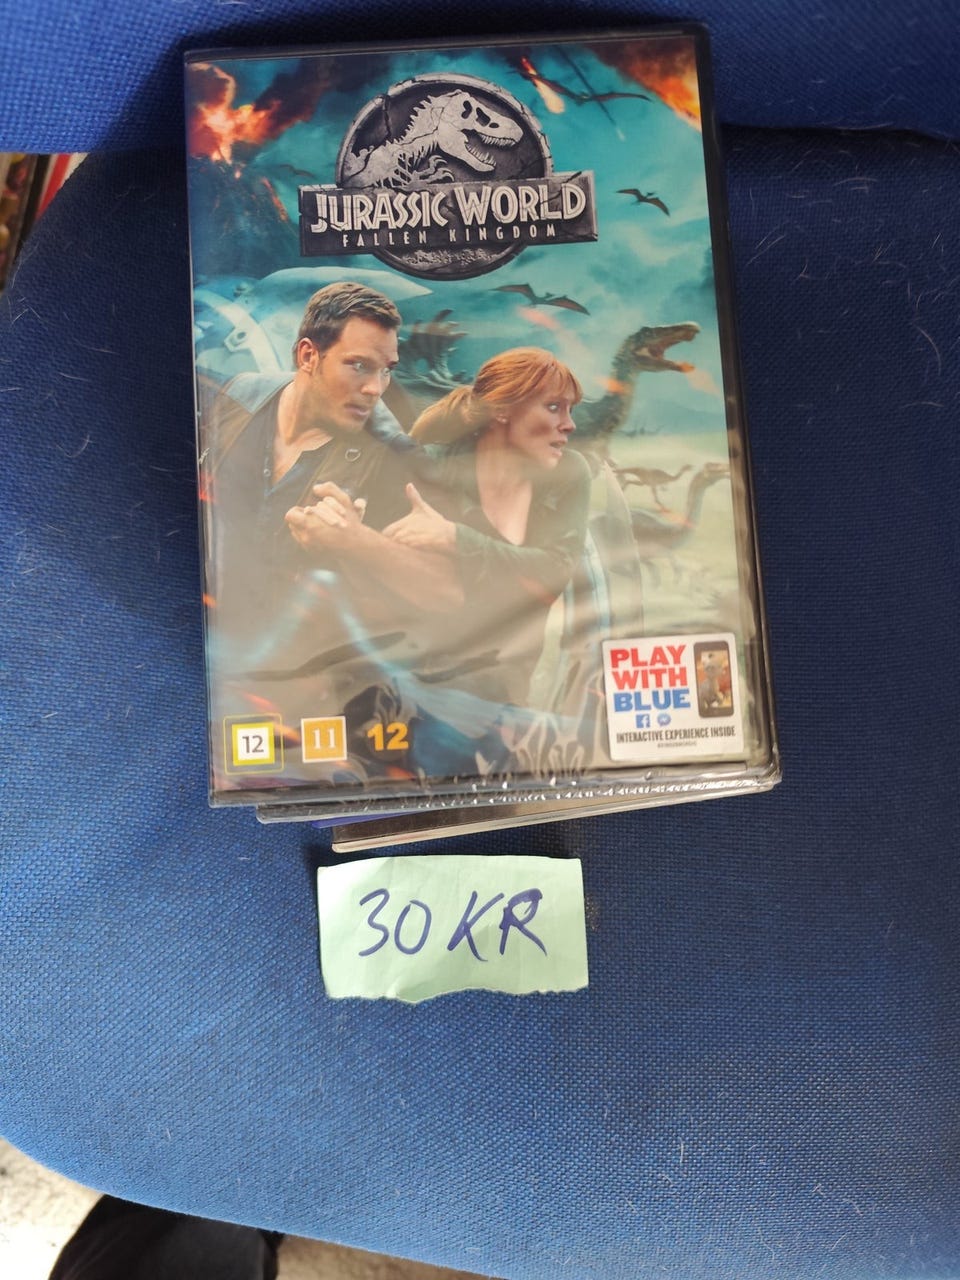 JURASSIC WORLD
FALLEN KINGDOM
PLAY
WITH
BLUE
INTERACTIVE EXPERIENCE INSIDE
12
11
12
30 KR